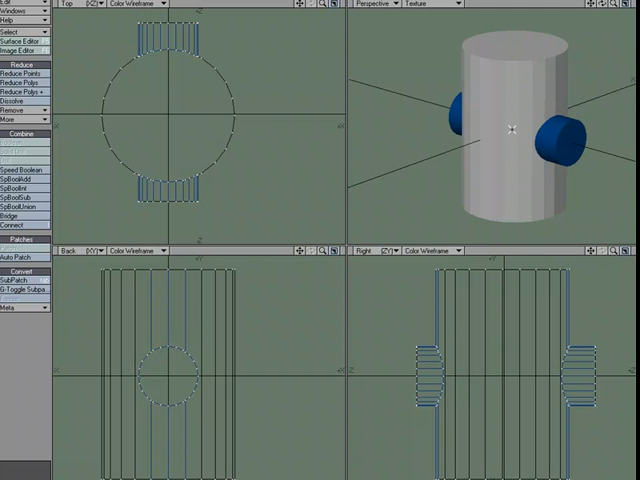 Edit
Windows
Help
Select
Surface Editor
Image Editor
Reduce
Reduce Points
Reduce Polys
Reduce Polys +
Dissolve
Remove
More
Combine
Speed Boolean
SpBoolAdd
SpBoolInt
SpBoolSub
SpBoolUnion
Bridge
Connect
Patches
Auto Patch
Convert
SubPatch
G-Toggle Subpa...
Meta
Top (XZ) Color Wireframe
Perspective Texture
Back (XY) Color Wireframe
Right (ZY) Color Wireframe